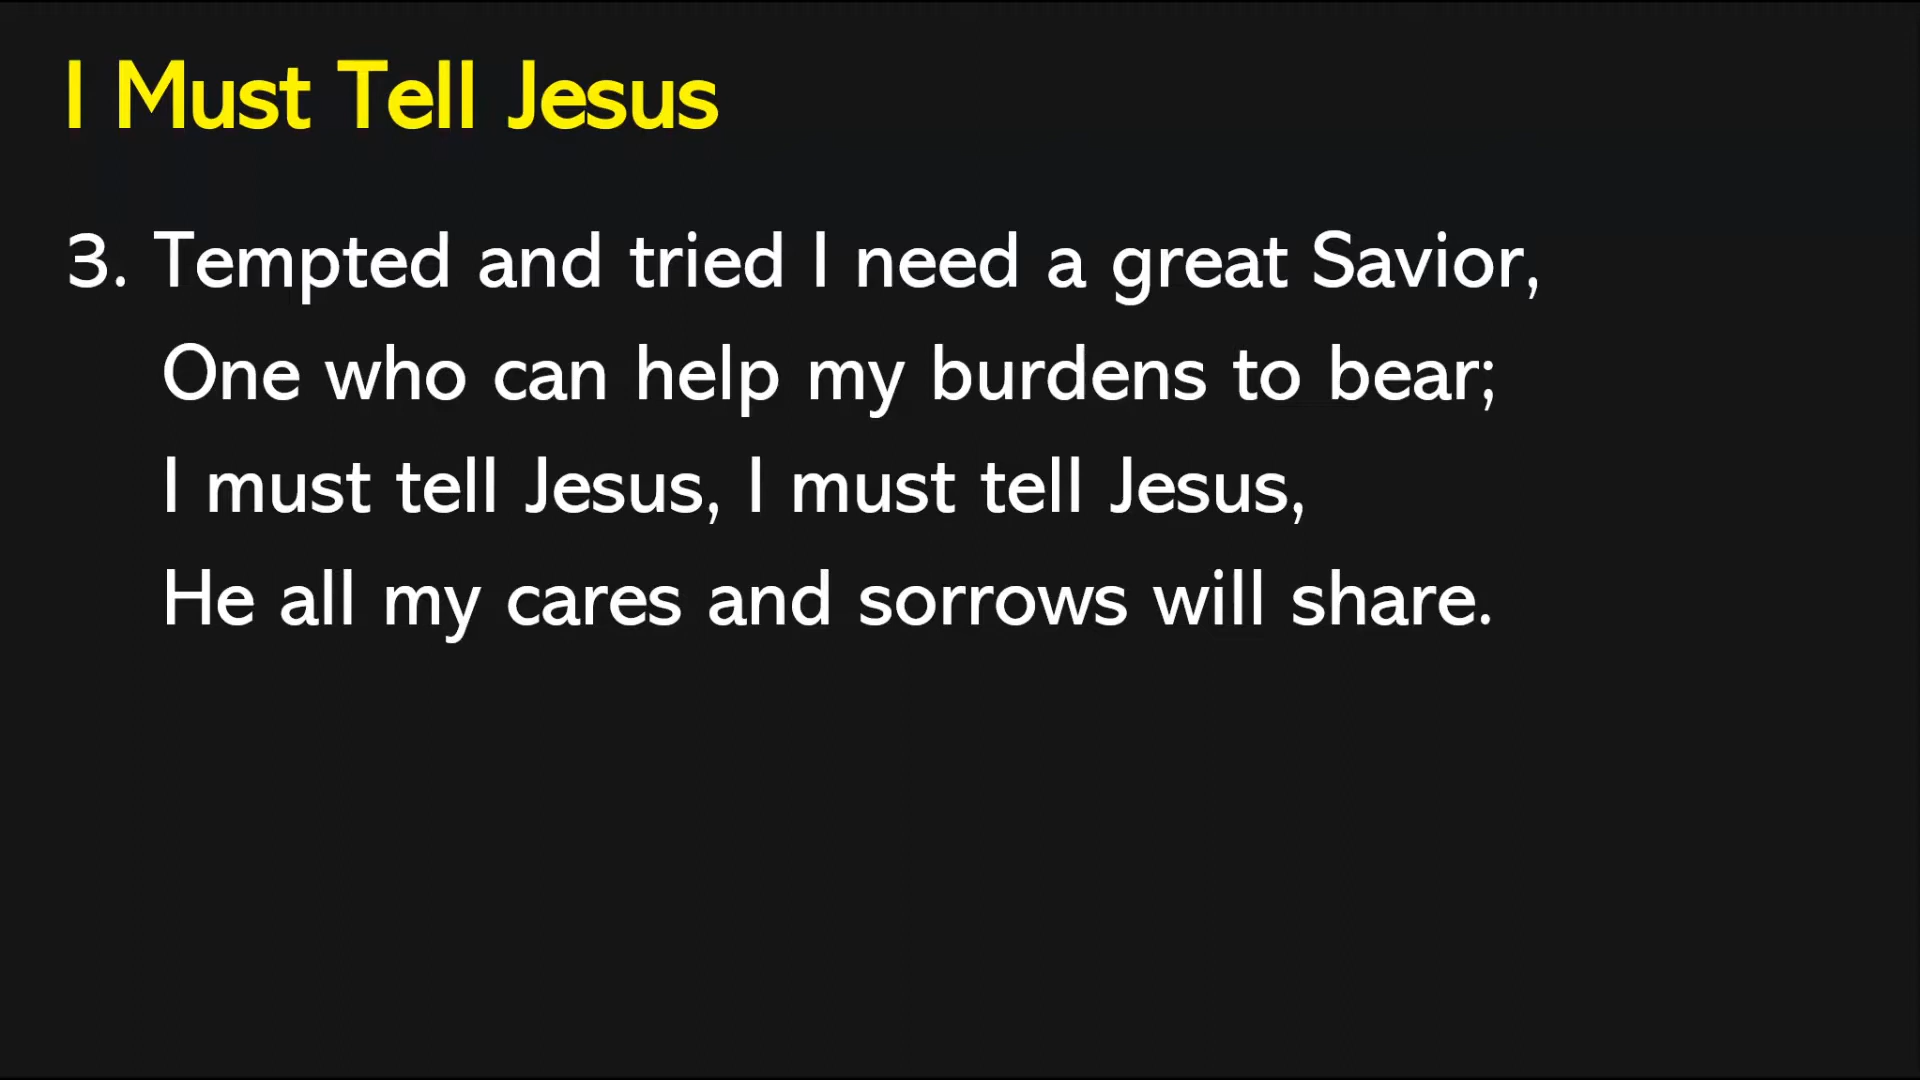 I Must Tell Jesus
3. Tempted and tried I need a great Savior,
One who can help my burdens to bear;
I must tell Jesus, I must tell Jesus,
He all my cares and sorrows will share.